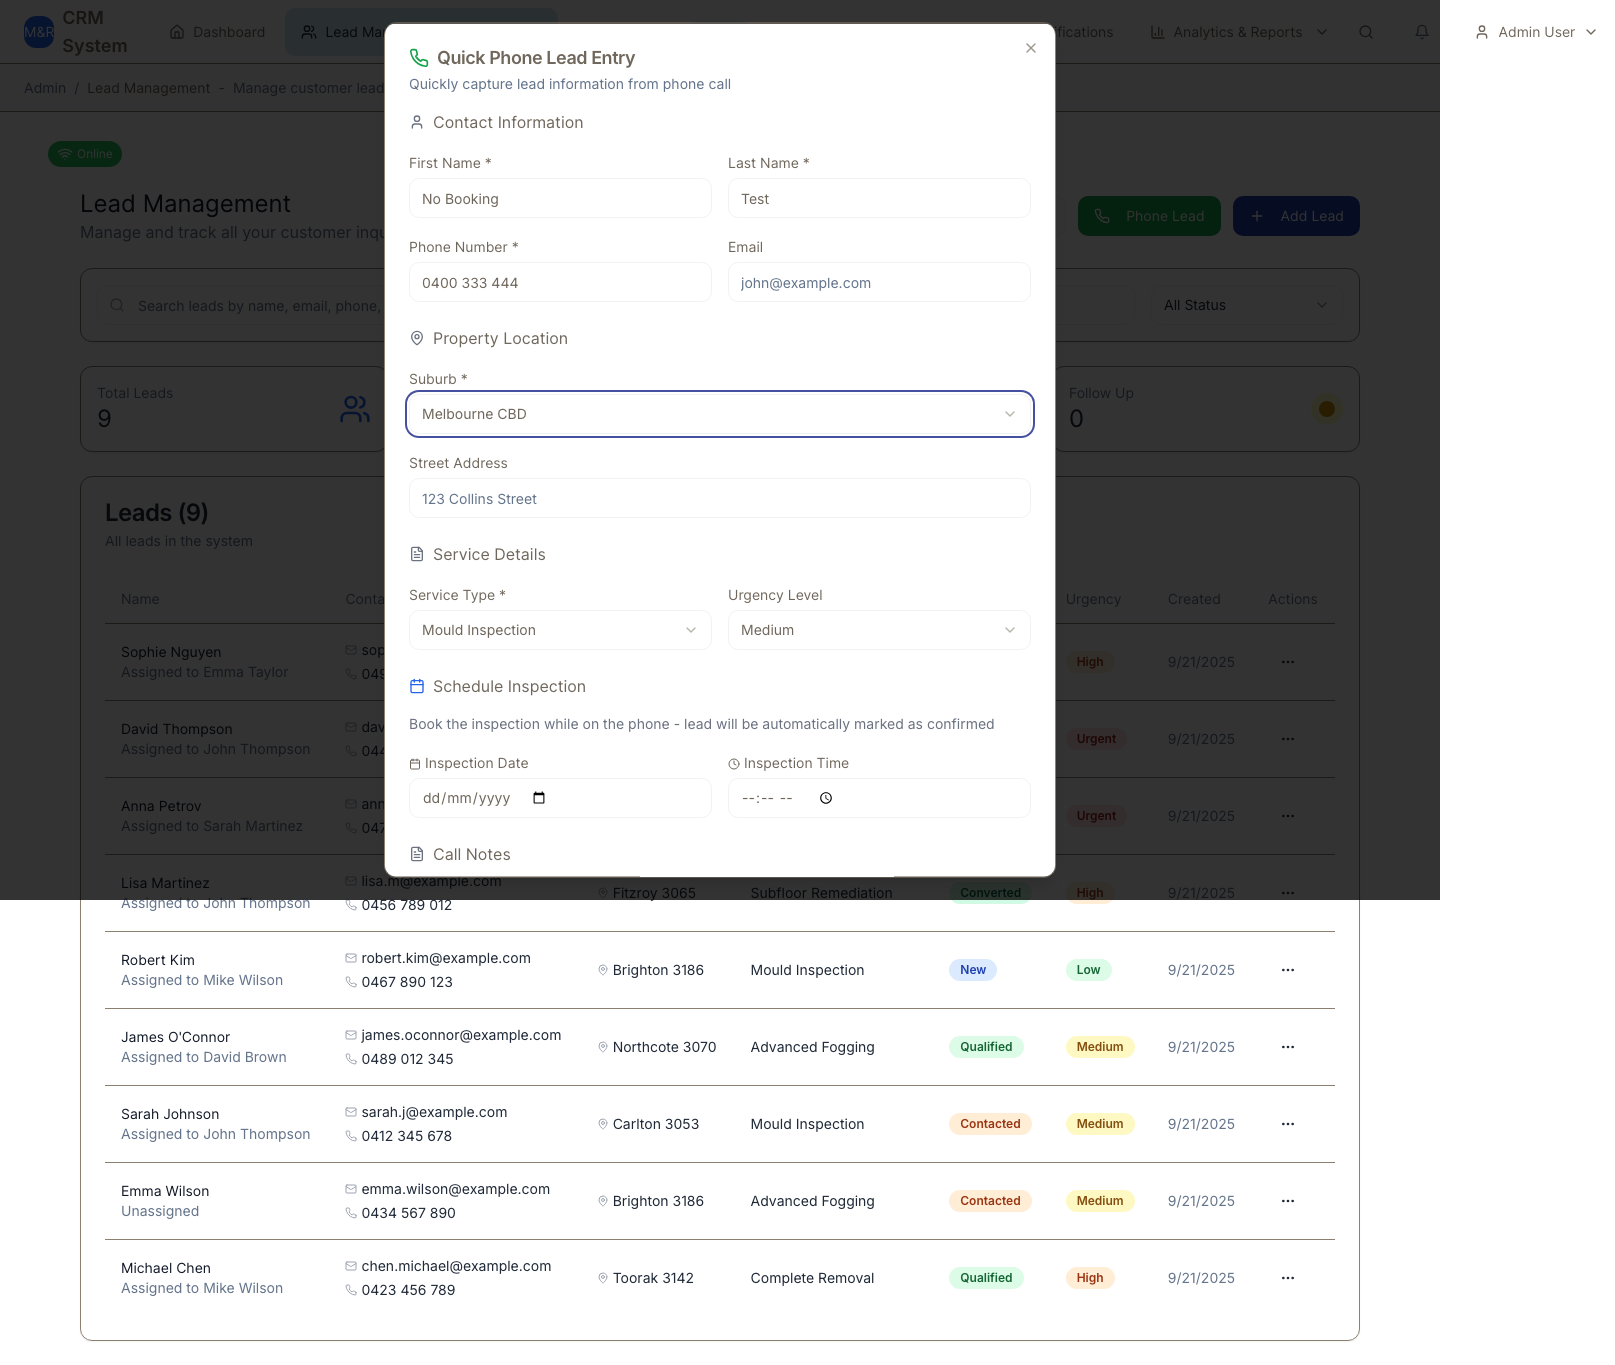 M&R
CRM
System
Dashboard
Lead Ma
fications
Analytics & Reports
Admin User
Admin / Lead Management - Manage customer lead
Online
Lead Management
Manage and track all your customer inqu
Phone Lead
Add Lead
Search leads by name, email, phone,
All Status
Total Leads
9
Follow Up
0
Leads (9)
All leads in the system
Quick Phone Lead Entry
Quickly capture lead information from phone call
Contact Information
First Name *
Last Name *
No Booking
Test
Phone Number *
Email
0400 333 444
john@example.com
Property Location
Suburb *
Melbourne CBD
Street Address
123 Collins Street
Service Details
Service Type *
Urgency Level
Mould Inspection
Medium
Schedule Inspection
Book the inspection while on the phone - lead will be automatically marked as confirmed
Inspection Date
Inspection Time
dd/mm/yyyy
--:-- --
Call Notes
Name
Conta
Urgency
Created
Actions
Sophie Nguyen
Assigned to Emma Taylor
sop
049
High
9/21/2025
David Thompson
Assigned to John Thompson
dav
044
Urgent
9/21/2025
Anna Petrov
Assigned to Sarah Martinez
ann
047
Urgent
9/21/2025
Lisa Martinez
Assigned to John Thompson
lisa.m@example.com
0456 789 012
Fitzroy 3065
Subfloor Remediation
Converted
High
9/21/2025
Robert Kim
Assigned to Mike Wilson
robert.kim@example.com
0467 890 123
Brighton 3186
Mould Inspection
New
Low
9/21/2025
James O'Connor
Assigned to David Brown
james.oconnor@example.com
0489 012 345
Northcote 3070
Advanced Fogging
Qualified
Medium
9/21/2025
Sarah Johnson
Assigned to John Thompson
sarah.j@example.com
0412 345 678
Carlton 3053
Mould Inspection
Contacted
Medium
9/21/2025
Emma Wilson
Unassigned
emma.wilson@example.com
0434 567 890
Brighton 3186
Advanced Fogging
Contacted
Medium
9/21/2025
Michael Chen
Assigned to Mike Wilson
chen.michael@example.com
0423 456 789
Toorak 3142
Complete Removal
Qualified
High
9/21/2025